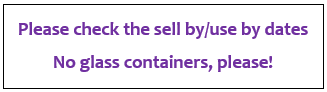 Please check the sell by/use by dates
No glass containers, please!